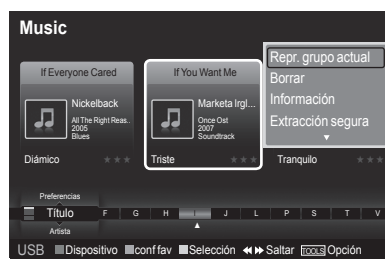 Music
If Everyone Cared
If You Want Me
Repr. grupo actual
Borrar
Información
Extracción segura
Nickelback
All The Right Reas..
2005
Blues
Marketa Irgl...
Once Ost
2007
Soundtrack
Diámico
Triste
Tranquilo
Preferencias
Título F G H I J L P S T V
Artista
USB Dispositivo conf fav Selección Saltar TOOLS Opción